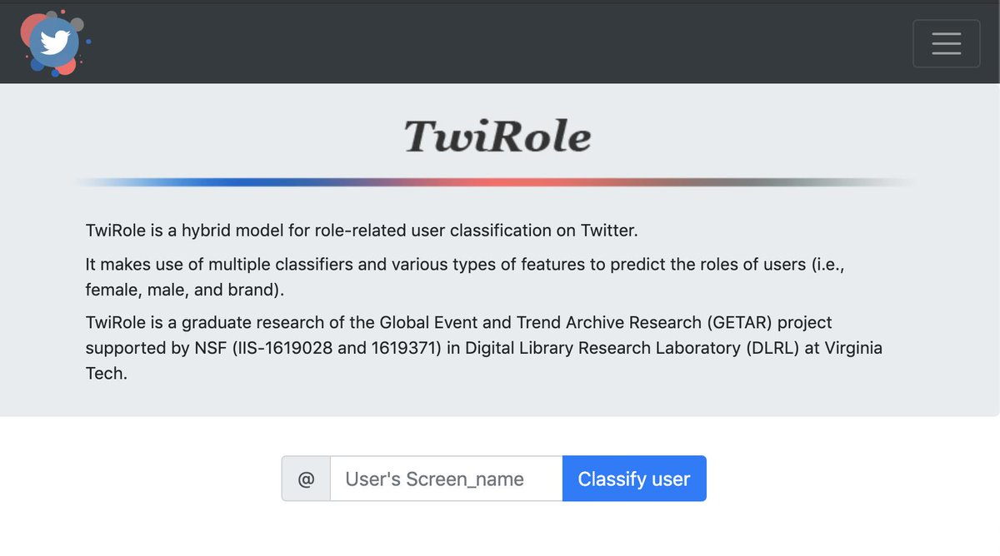 TwiRole
TwiRole is a hybrid model for role-related user classification on Twitter.
It makes use of multiple classifiers and various types of features to predict the roles of users (i.e.,
female, male, and brand).
TwiRole is a graduate research of the Global Event and Trend Archive Research (GETAR) project
supported by NSF (IIS-1619028 and 1619371) in Digital Library Research Laboratory (DLRL) at Virginia
Tech.
@ User's Screen_name Classify user